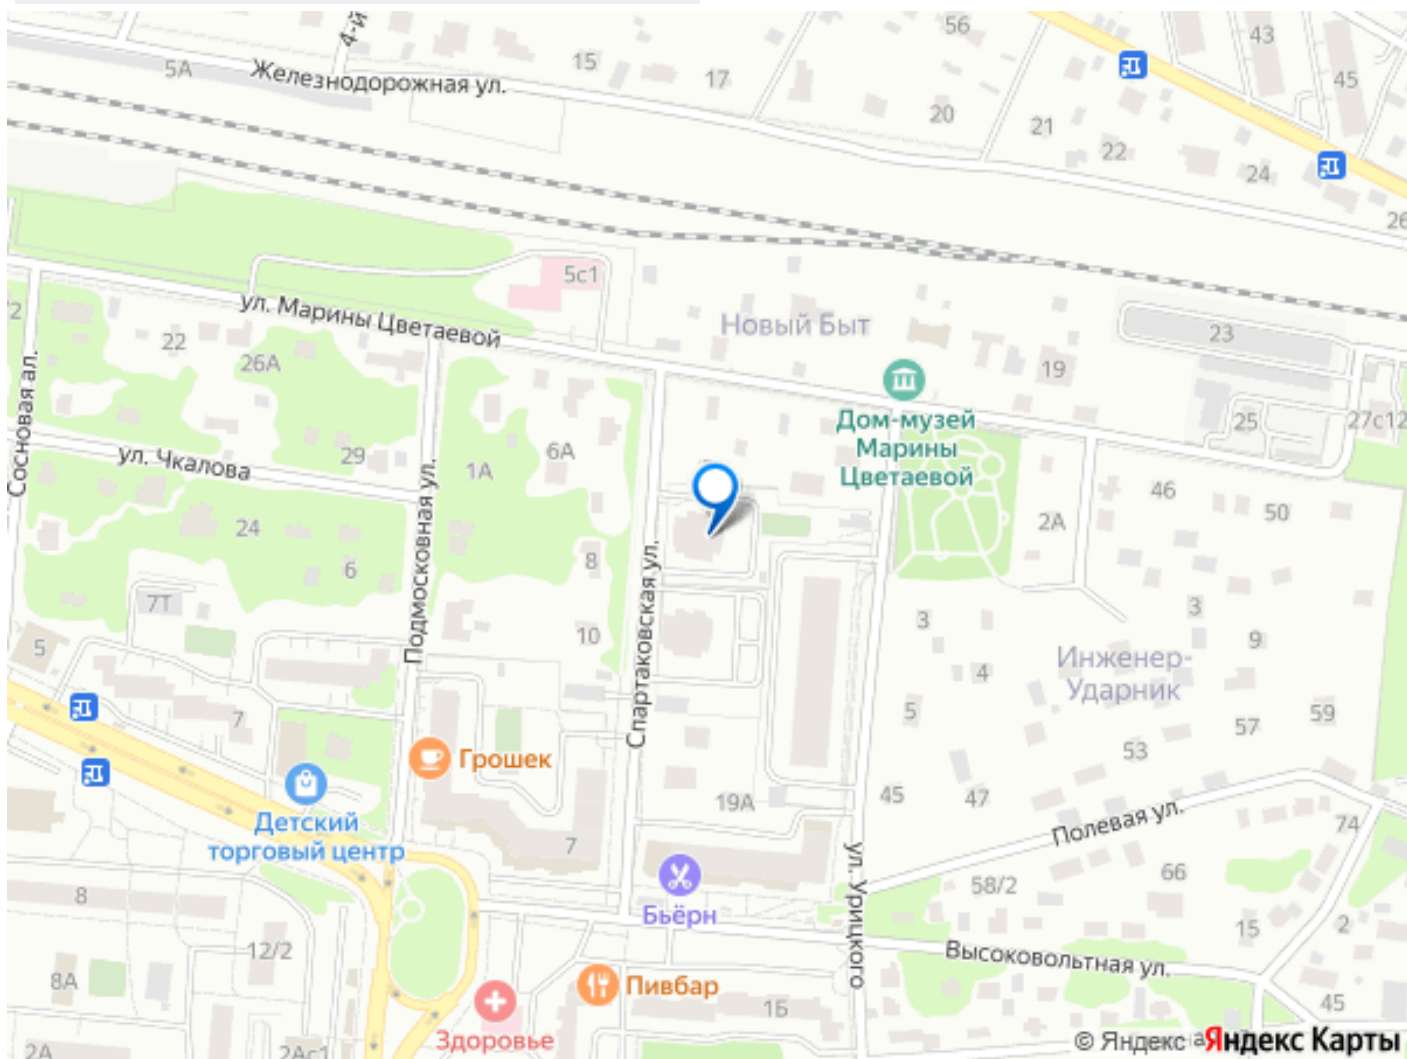 4-й
56
43
5А
Железнодорожная ул.
15
17
45
20
21
22
24
26
5с1
ул. Марины Цветаевой
Новый Быт
23
22
26А
19
Сосновая ал.
Дом-музей
Марины
Цветаевой
25
27с12
ул. Чкалова
29
1А
6А
46
50
2А
24
6
8
Подмосковная ул.
Спартаковская ул.
7Т
3
3
5
10
9
4
Инженер-
Ударник
7
5
59
57
53
Грошек
19А
45
47
Детский
торговый центр
7
Полевая ул.
74
ул. Урицкого
66
58/2
8
Бьёрн
15
2
12/2
Высоковольтная ул.
8А
Пивбар
1Б
45
Здоровье
2А
2Ас1
© Яндекс Яндекс Карты